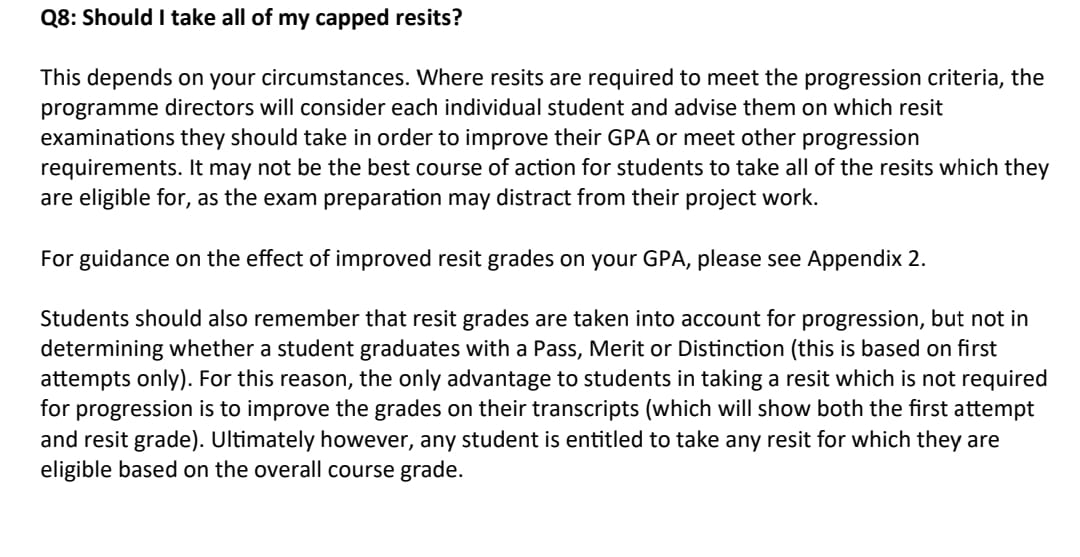 Q8: Should I take all of my capped resits?
This depends on your circumstances. Where resits are required to meet the progression criteria, the
programme directors will consider each individual student and advise them on which resit
examinations they should take in order to improve their GPA or meet other progression
requirements. It may not be the best course of action for students to take all of the resits which they
are eligible for, as the exam preparation may distract from their project work.
For guidance on the effect of improved resit grades on your GPA, please see Appendix 2.
Students should also remember that resit grades are taken into account for progression, but not in
determining whether a student graduates with a Pass, Merit or Distinction (this is based on first
attempts only). For this reason, the only advantage to students in taking a resit which is not required
for progression is to improve the grades on their transcripts (which will show both the first attempt
and resit grade). Ultimately however, any student is entitled to take any resit for which they are
eligible based on the overall course grade.